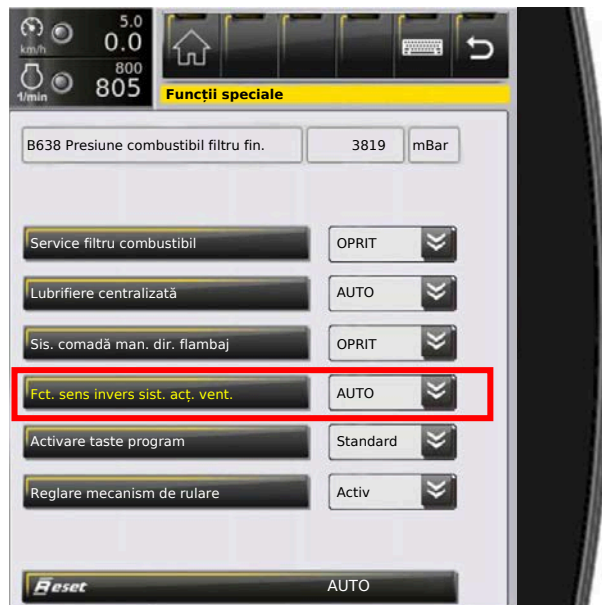 5.0
km/h 0.0
800
1/min 805
Funcții speciale
B638 Presiune combustibil filtru fin. 3819 mBar
Service filtru combustibil OPRIT
Lubrifiere centralizată AUTO
Sis. comadă man. dir. flambaj OPRIT
Fct. sens invers sist. acț. vent. AUTO
Activare taste program Standard
Reglare mecanism de rulare Activ
Reset AUTO